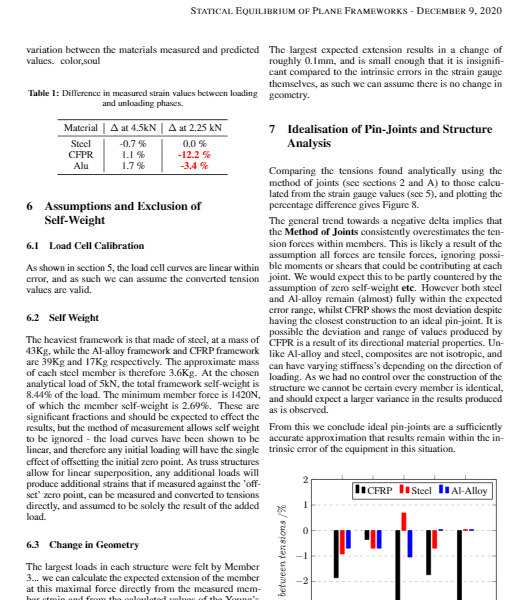 STATICAL EQUILIBRIUM OF PLANE FRAMEWORKS - DECEMBER 9, 2020
variation between the materials measured and predicted
values. color,soul
Table 1: Difference in measured strain values between loading
and unloading phases.
Material Δ at 4.5kN Δ at 2.25 kN
Steel -0.7 % 0.0 %
CFPR 1.1 % -12.2 %
Alu 1.7 % -3.4 %
6 Assumptions and Exclusion of
Self-Weight
6.1 Load Cell Calibration
As shown in section 5, the load cell curves are linear within
error, and as such we can assume the converted tension
values are valid.
6.2 Self Weight
The heaviest framework is that made of steel, at a mass of
43Kg, while the Al-alloy framework and CFRP framework
are 39Kg and 17Kg respectively. The approximate mass
of each steel member is therefore 3.6Kg. At the chosen
analytical load of 5kN, the total framework self-weight is
8.44% of the load. The minimum member force is 1420N,
of which the member self-weight is 2.69%. These are
significant fractions and should be expected to effect the
results, but the method of measurement allows self weight
to be ignored - the load curves have been shown to be
linear, and therefore any initial loading will have the single
effect of offsetting the initial zero point. As truss structures
allow for linear superposition, any additional loads will
produce additional strains that if measured against the 'off-
set' zero point, can be measured and converted to tensions
directly, and assumed to be solely the result of the added
load.
6.3 Change in Geometry
The largest loads in each structure were felt by Member
3... we can calculate the expected extension of the member
at this maximal force directly from the measured mem-
ber strain and from the calculated values of the Young's
The largest expected extension results in a change of
roughly 0.1mm, and is small enough that it is insignifi-
cant compared to the intrinsic errors in the strain gauge
themselves, as such we can assume there is no change in
geometry.
7 Idealisation of Pin-Joints and Structure
Analysis
Comparing the tensions found analytically using the
method of joints (see sections 2 and A) to those calcu-
lated from the strain gauge values (see 5), and plotting the
percentage difference gives Figure 8.
The general trend towards a negative delta implies that
the Method of Joints consistently overestimates the ten-
sion forces within members. This is likely a result of the
assumption all forces are tensile forces, ignoring possi-
ble moments or shears that could be contributing at each
joint. We would expect this to be partly countered by the
assumption of zero self-weight etc. However both steel
and Al-alloy remain (almost) fully within the expected
error range, whilst CFRP shows the most deviation despite
having the closest construction to an ideal pin-joint. It is
possible the deviation and range of values produced by
CFPR is a result of its directional material properties. Un-
like Al-alloy and steel, composites are not isotropic, and
can have varying stiffness's depending on the direction of
loading. As we had no control over the construction of the
structure we cannot be certain every member is identical,
and should expect a larger variance in the results produced
as is observed.
From this we conclude ideal pin-joints are a sufficiently
accurate approximation that results remain within the in-
trinsic error of the equipment in this situation.
2
CFRP Steel Al-Alloy
1
0
−1
−2
between tensions /%